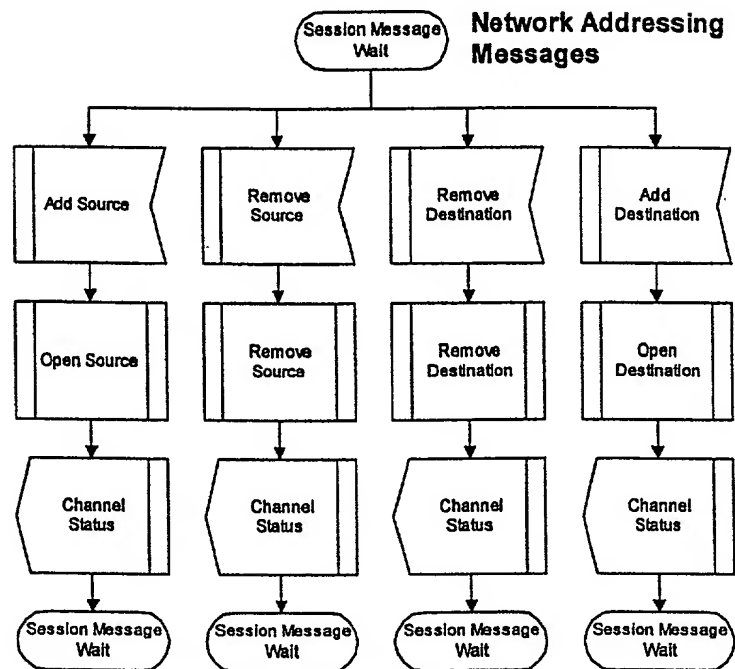 Session Message
Wait
Network Addressing
Messages
Add Source
Remove
Source
Remove
Destination
Add
Destination
Open Source
Remove
Source
Remove
Destination
Open
Destination
Channel
Status
Channel
Status
Channel
Status
Channel
Status
Session Message
Wait
Session Message
Wait
Session Message
Wait
Session Message
Wait